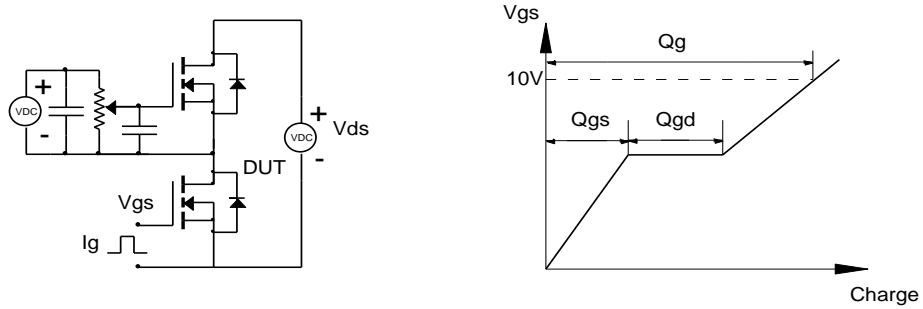 +
VDC
-
+
VDC
-
Vds
DUT
Vgs
Ig
Vgs
Qg
10V
Qgs
Qgd
Charge